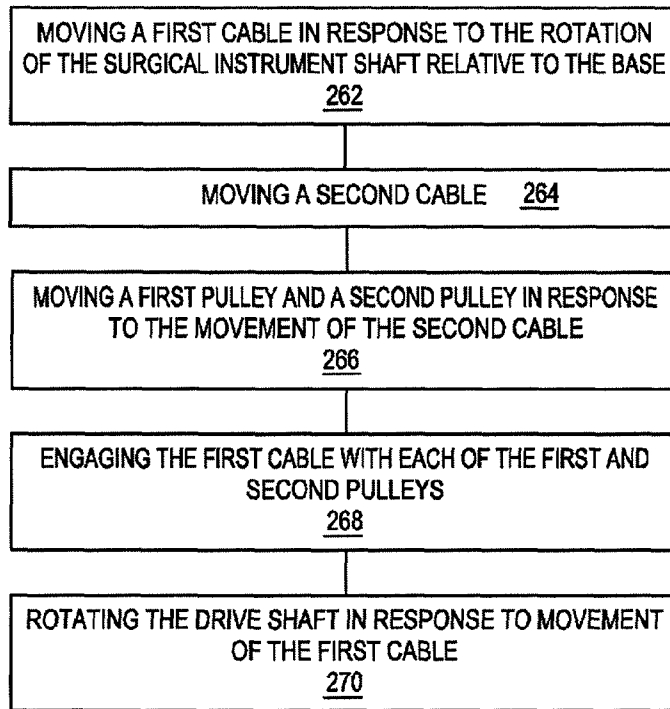 MOVING A FIRST CABLE IN RESPONSE TO THE ROTATION
OF THE SURGICAL INSTRUMENT SHAFT RELATIVE TO THE BASE
262
MOVING A SECOND CABLE 264
MOVING A FIRST PULLEY AND A SECOND PULLEY IN RESPONSE
TO THE MOVEMENT OF THE SECOND CABLE
266
ENGAGING THE FIRST CABLE WITH EACH OF THE FIRST AND
SECOND PULLEYS
268
ROTATING THE DRIVE SHAFT IN RESPONSE TO MOVEMENT
OF THE FIRST CABLE
270